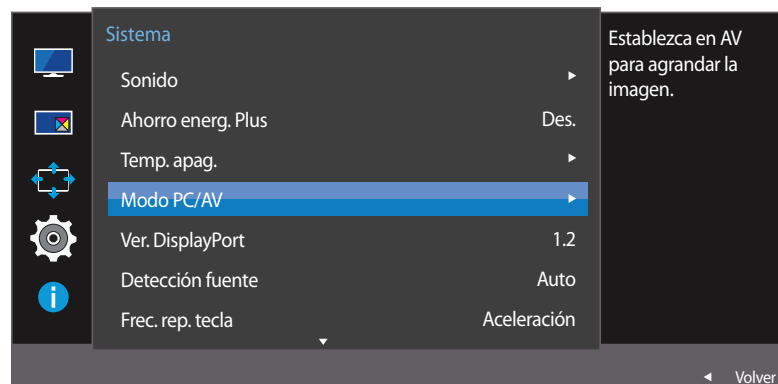 Sistema
Sonido
Ahorro energ. Plus Des.
Temp. apag.
Modo PC/AV
Ver. DisplayPort 1.2
Detección fuente Auto
Frec. rep. tecla Aceleración
Establezca en AV
para agrandar la
imagen.
Volver